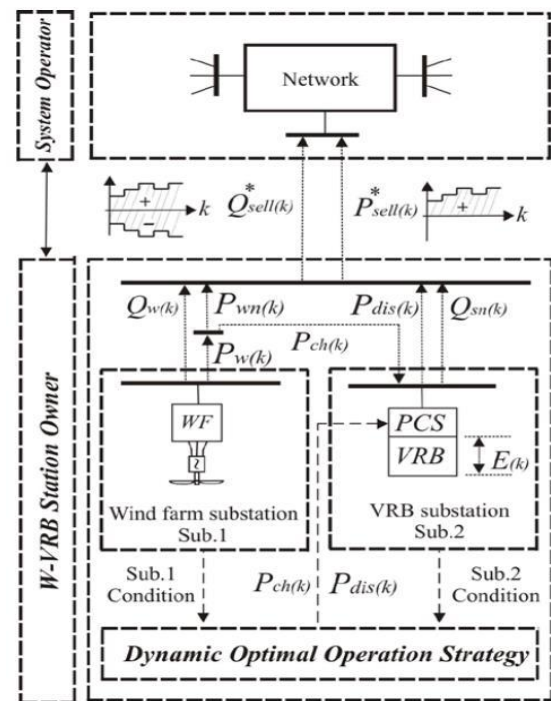 System Operator
Network
+
−
k
Q*sell(k)
P*sell(k)
+
k
W-VRB Station Owner
Qw(k)
Pwn(k)
Pdis(k)
Qsn(k)
Pch(k)
Pw(k)
WF
~
PCS
VRB
E(k)
Wind farm substation
Sub.1
VRB substation
Sub.2
Sub.1
Condition
Pch(k)
Pdis(k)
Sub.2
Condition
Dynamic Optimal Operation Strategy